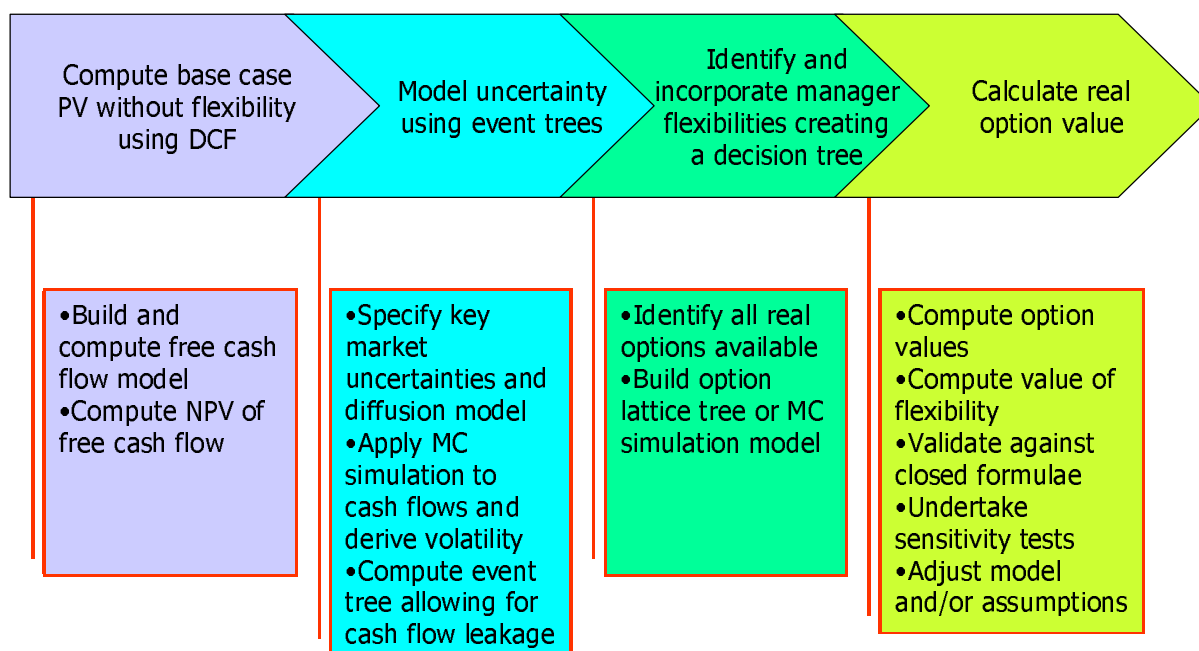 Compute base case
PV without flexibility
using DCF
Model uncertainty
using event trees
Identify and
incorporate manager
flexibilities creating
a decision tree
Calculate real
option value
•Build and
compute free cash
flow model
•Compute NPV of
free cash flow
•Specify key
market
uncertainties and
diffusion model
•Apply MC
simulation to
cash flows and
derive volatility
•Compute event
tree allowing for
cash flow leakage
•Identify all real
options available
•Build option
lattice tree or MC
simulation model
•Compute option
values
•Compute value of
flexibility
•Validate against
closed formulae
•Undertake
sensitivity tests
•Adjust model
and/or assumptions